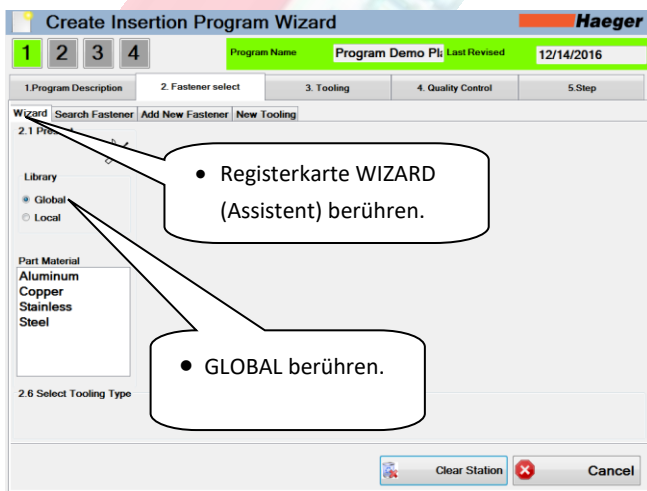 Create Insertion Program Wizard
Haeger
1 2 3 4
Program Name
Program Demo Pl
Last Revised
12/14/2016
1.Program Description
2. Fastener select
3. Tooling
4. Quality Control
5.Step
Wizard
Search Fastener
Add New Fastener
New Tooling
2.1
• Registerkarte WIZARD
(Assistent) berühren.
Library
Global
Local
Part Material
Aluminum
Copper
Stainless
Steel
• GLOBAL berühren.
2.6 Select Tooling Type
Clear Station
Cancel